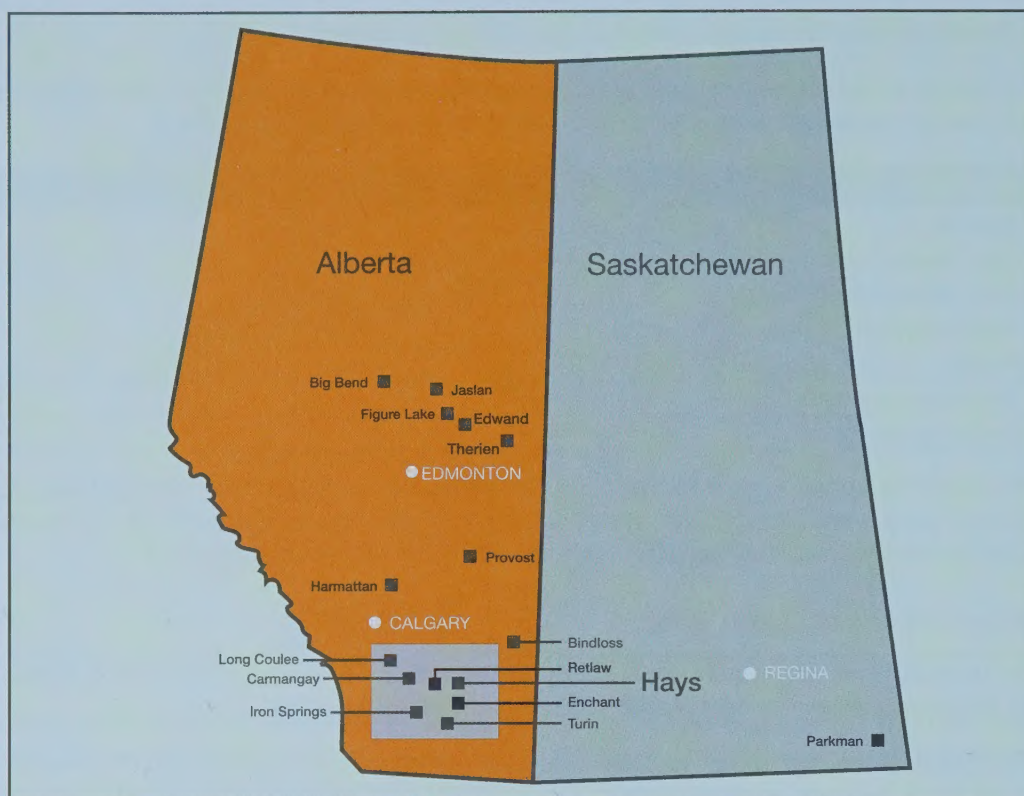 Alberta
Saskatchewan
Big Bend
Jaslan
Figure Lake
Edwand
Therien
EDMONTON
Provost
Harmattan
CALGARY
Bindloss
Long Coulee
Retlaw
Carmangay
Hays
REGINA
Enchant
Iron Springs
Turin
Parkman